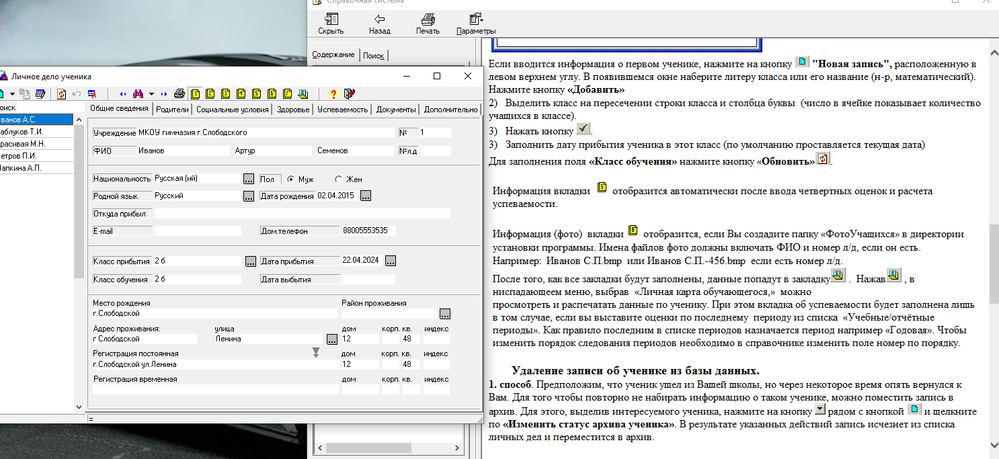 Справочная система
Скрыть Назад Печать Параметры
Содержание Поиск
Личное дело ученика
Общие сведения Родители Социальные условия Здоровье Успеваемость Документы Дополнительно
Учреждение МКОУ гимназия г.Слободского № 1
ФИО Иванов Артур Семенов №л.д
Национальность Русская (ий) ... Пол Муж Жен
Родной язык Русский ... Дата рождения 02.04.2015 ...
Откуда прибыл
E-mail Дом.телефон 88005553535
Класс прибытия 2 б ... Дата прибытия 22.04.2024 ...
Класс обучения 2 б Дата выбытия
Место рождения Район проживания
г.Слободской ...
Адрес проживания: улица дом корп. кв. индекс
г Слободской Ленина ... 12 48
Регистрация постоянная дом корп. кв. индекс
г.Слободской ул.Ленина 12 48
Регистрация временная дом корп. кв. индекс
=
оиск
ванов А.С.
аблуков Т.И.
расивая М.Н.
етров П.И.
Папкина А.П.
Если вводится информация о первом ученике, нажмите на кнопку "Новая запись", расположенную в
левом верхнем углу. В появившемся окне наберите литеру класса или его название (н-р, математический).
Нажмите кнопку «Добавить»
2) Выделить класс на пересечении строки класса и столбца буквы (число в ячейке показывает количество
учащихся в классе).
3) Нажать кнопку .
3) Заполнить дату прибытия ученика в этот класс (по умолчанию проставляется текущая дата)
Для заполнения поля «Класс обучения» нажмите кнопку «Обновить» .
Информация вкладки 5 отобразится автоматически после ввода четвертных оценок и расчета
успеваемости.
Информация (фото) вкладки 8 отобразится, если Вы создадите папку «ФотоУчащихся» в директории
установки программы. Имена файлов фото должны включать ФИО и номер л/д, если он есть.
Например: Иванов С.П.bmp или Иванов С.П.-456.bmp если есть номер л/д.
После того, как все закладки будут заполнены, данные попадут в закладку . Нажав , в
ниспадающеем меню, выбрав «Личная карта обучающегося,» можно
просмотреть и распечатать данные по ученику. При этом вкладка об успеваемости будет заполнена лишь
в том случае, если вы выставите оценки по последнему периоду из списка «Учебные/отчётные
периоды». Как правило последним в списке периодов назначается период например «Годовая». Чтобы
изменить порядок следования периодов необходимо в справочнике изменить поле номер по порядку.
Удаление записи об ученике из базы данных.
1. способ. Предположим, что ученик ушел из Вашей школы, но через некоторое время опять вернулся к
Вам. Для того чтобы повторно не набирать информацию о таком ученике, можно поместить запись в
архив. Для этого, выделив интересуемого ученика, нажмите на кнопку рядом с кнопкой и щелкните
по «Изменить статус архива ученика». В результате указанных действий запись исчезнет из списка
личных дел и переместится в архив.